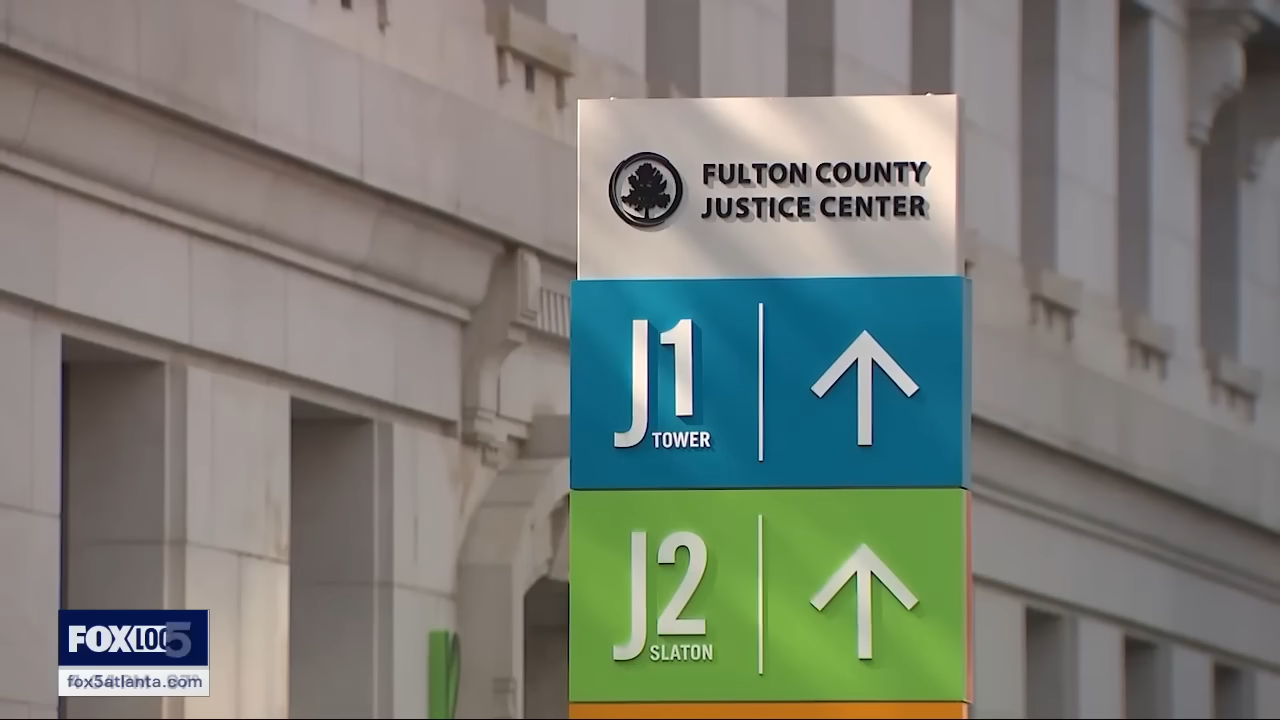 FULTON COUNTY
JUSTICE CENTER
J1
TOWER
J2
SLATON
FOX
5
fox5atlanta.com